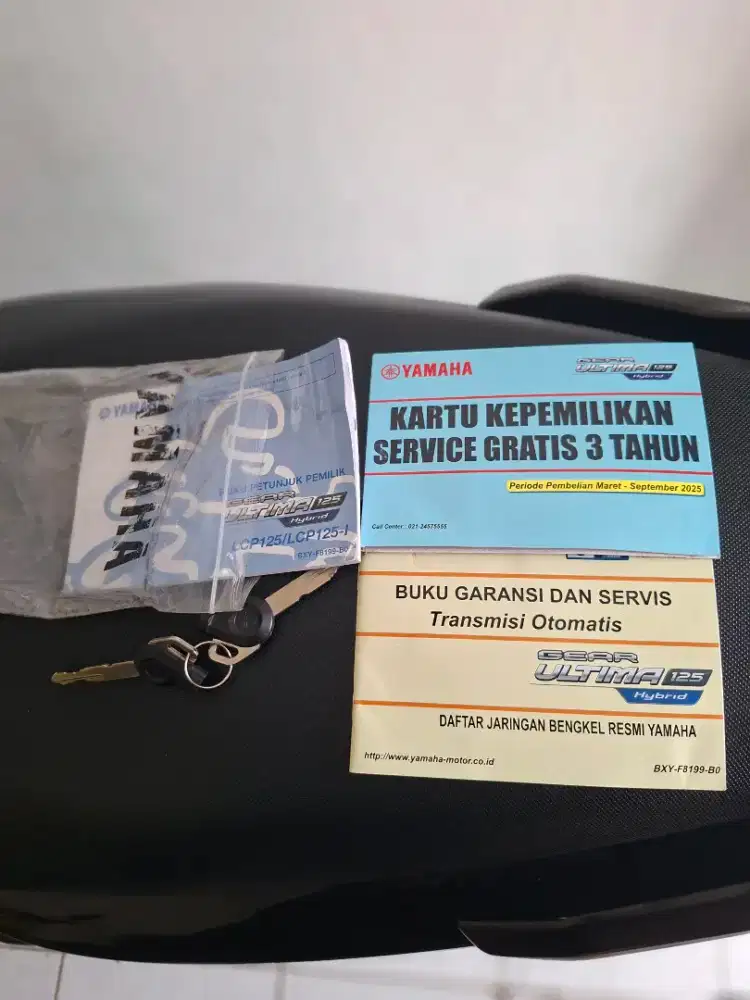 YAMAHA
GEAR
ULTIMA 125
Hybrid
KARTU KEPEMILIKAN
SERVICE GRATIS 3 TAHUN
Periode Pembelian Maret - September 2025
Call Center: 021-24575555
YAMAHA
YAMAHA
BUKU PETUNJUK PEMILIK
GEAR
ULTIMA 125
Hybrid
LCP125/LCP125-I
BXY-F8199-B0
BUKU GARANSI DAN SERVIS
Transmisi Otomatis
GEAR
ULTIMA 125
Hybrid
DAFTAR JARINGAN BENGKEL RESMI YAMAHA
http://www.yamaha-motor.co.id
BXY-F8199-B0